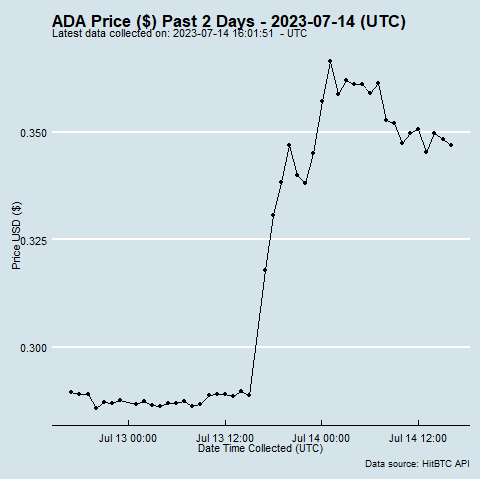 ADA Price ($) Past 2 Days - 2023-07-14 (UTC)
Latest data collected on: 2023-07-14 16:01:51 - UTC
0.350
0.325
0.300
Price USD ($)
Jul 13 00:00 Jul 13 12:00 Jul 14 00:00 Jul 14 12:00
Date Time Collected (UTC)
Data source: HitBTC API